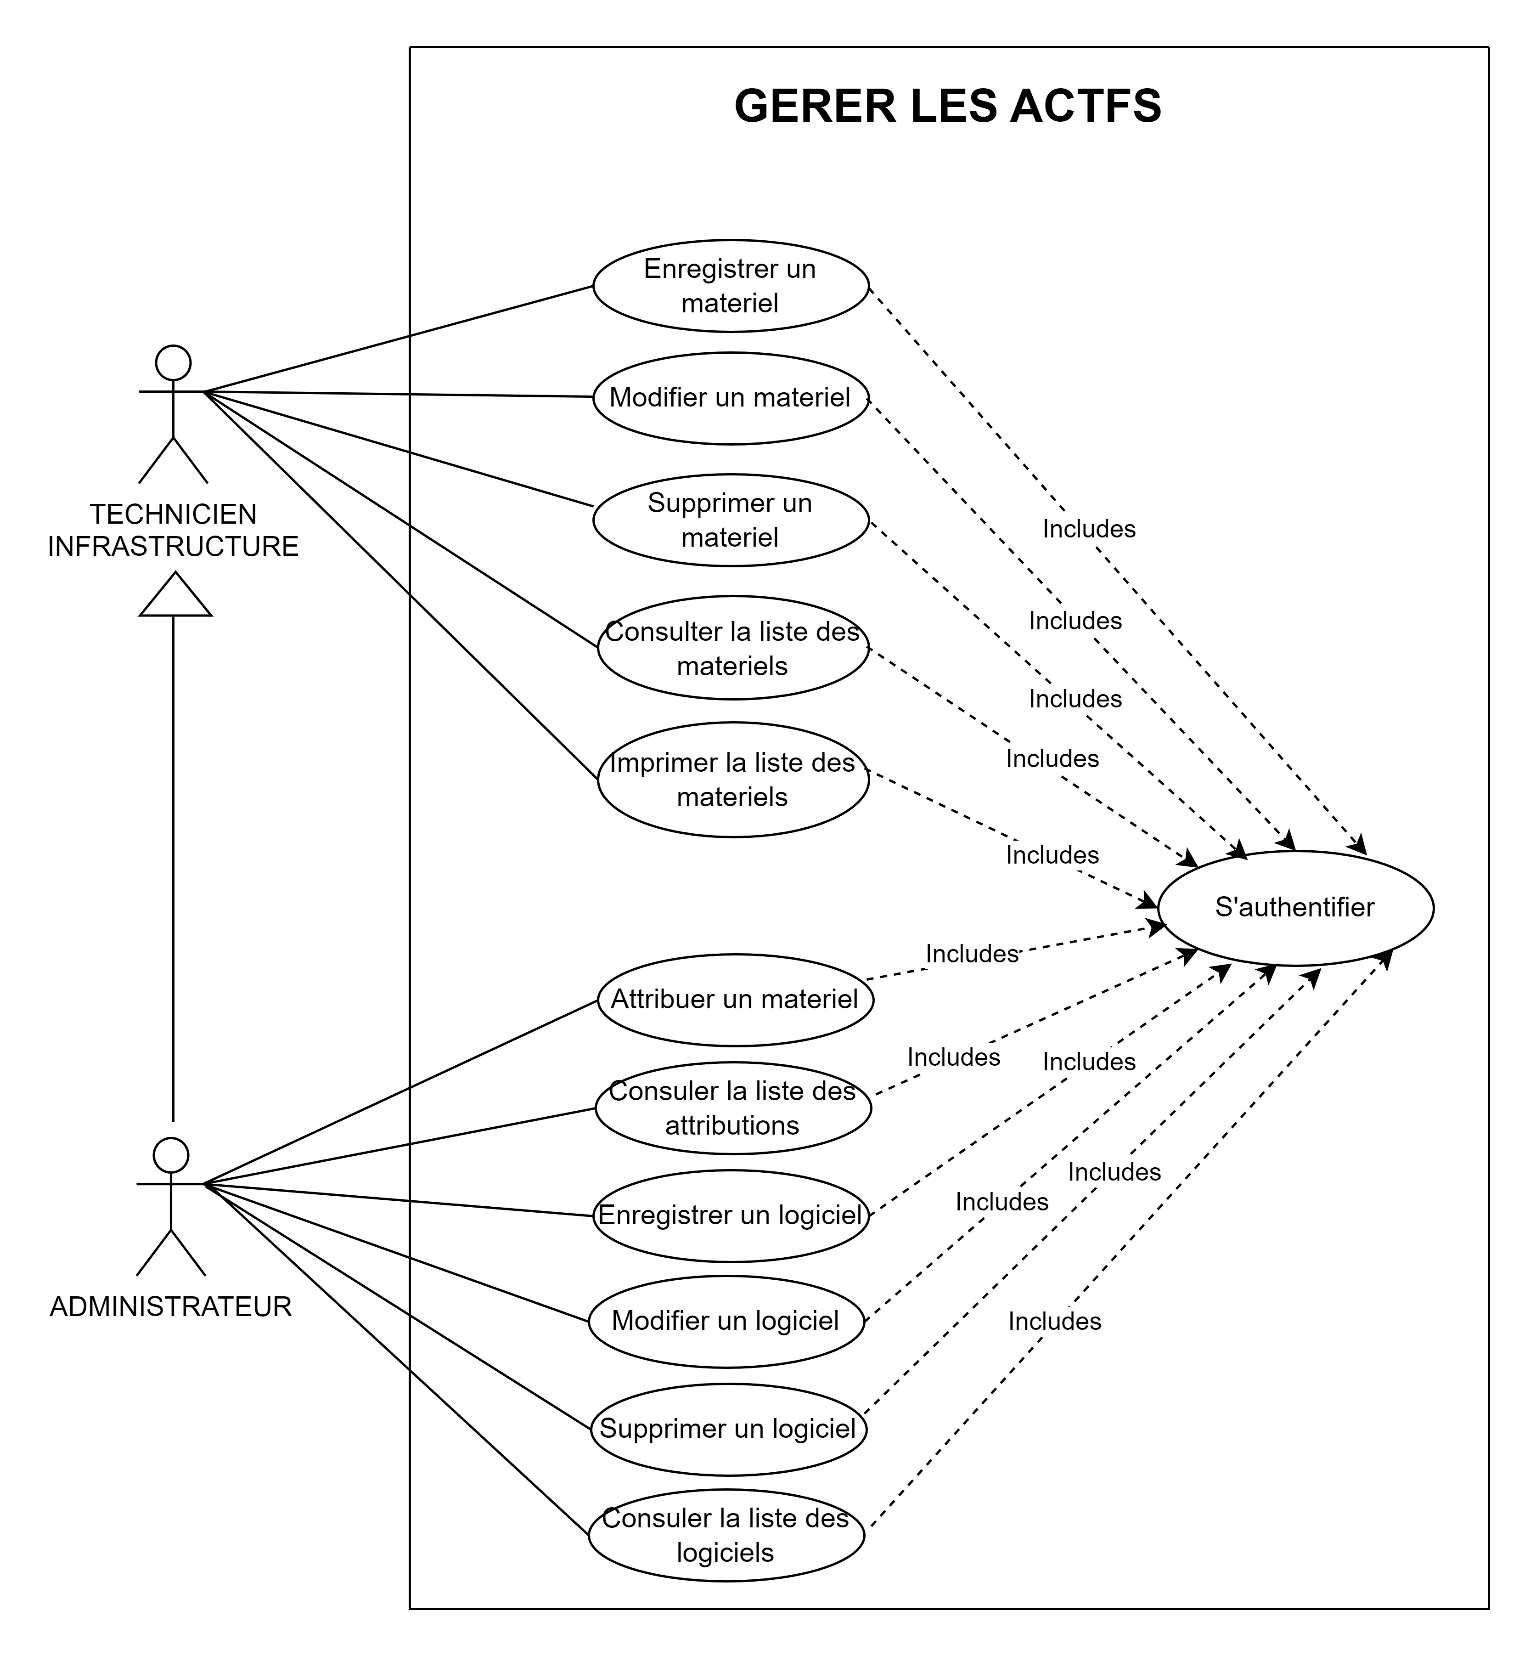 GERER LES ACTFS
Enregistrer un
materiel
Modifier un materiel
Supprimer un
materiel
Includes
TECHNICIEN
INFRASTRUCTURE
Includes
Consulter la liste des
materiels
Includes
Includes
Imprimer la liste des
materiels
Includes
S'authentifier
Includes
Attribuer un materiel
Includes
Includes
Consuler la liste des
attributions
Includes
Includes
Enregistrer un logiciel
ADMINISTRATEUR
Modifier un logiciel
Includes
Supprimer un logiciel
Consuler la liste des
logiciels